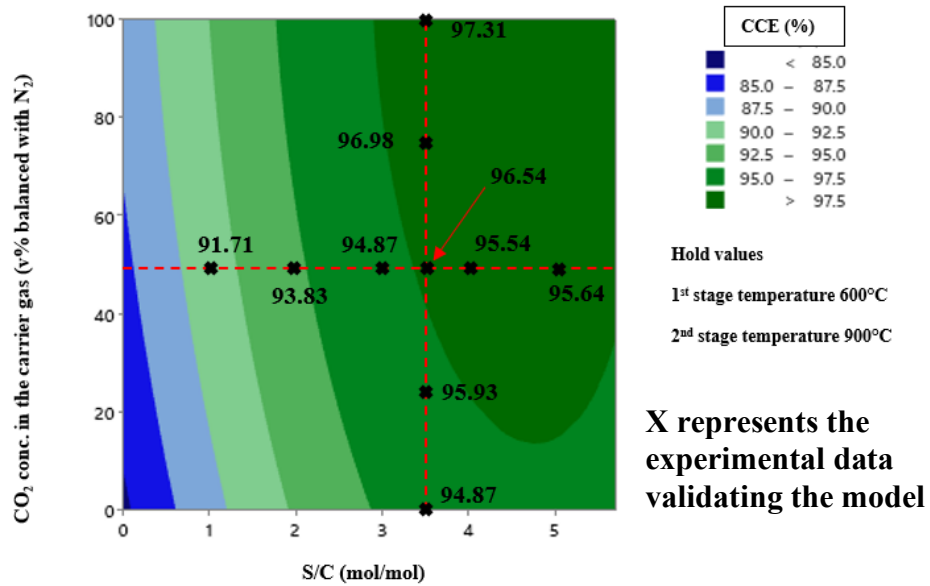 CO2 conc. in the carrier gas (v% balanced with N2)
100
80
60
40
20
0
97.31
96.98
96.54
91.71
94.87
95.54
93.83
95.64
95.93
94.87
0
1
2
3
4
5
S/C (mol/mol)
CCE (%)
< 85.0
85.0 – 87.5
87.5 – 90.0
90.0 – 92.5
92.5 – 95.0
95.0 – 97.5
> 97.5
Hold values
1st stage temperature 600°C
2nd stage temperature 900°C
X represents the
experimental data
validating the model